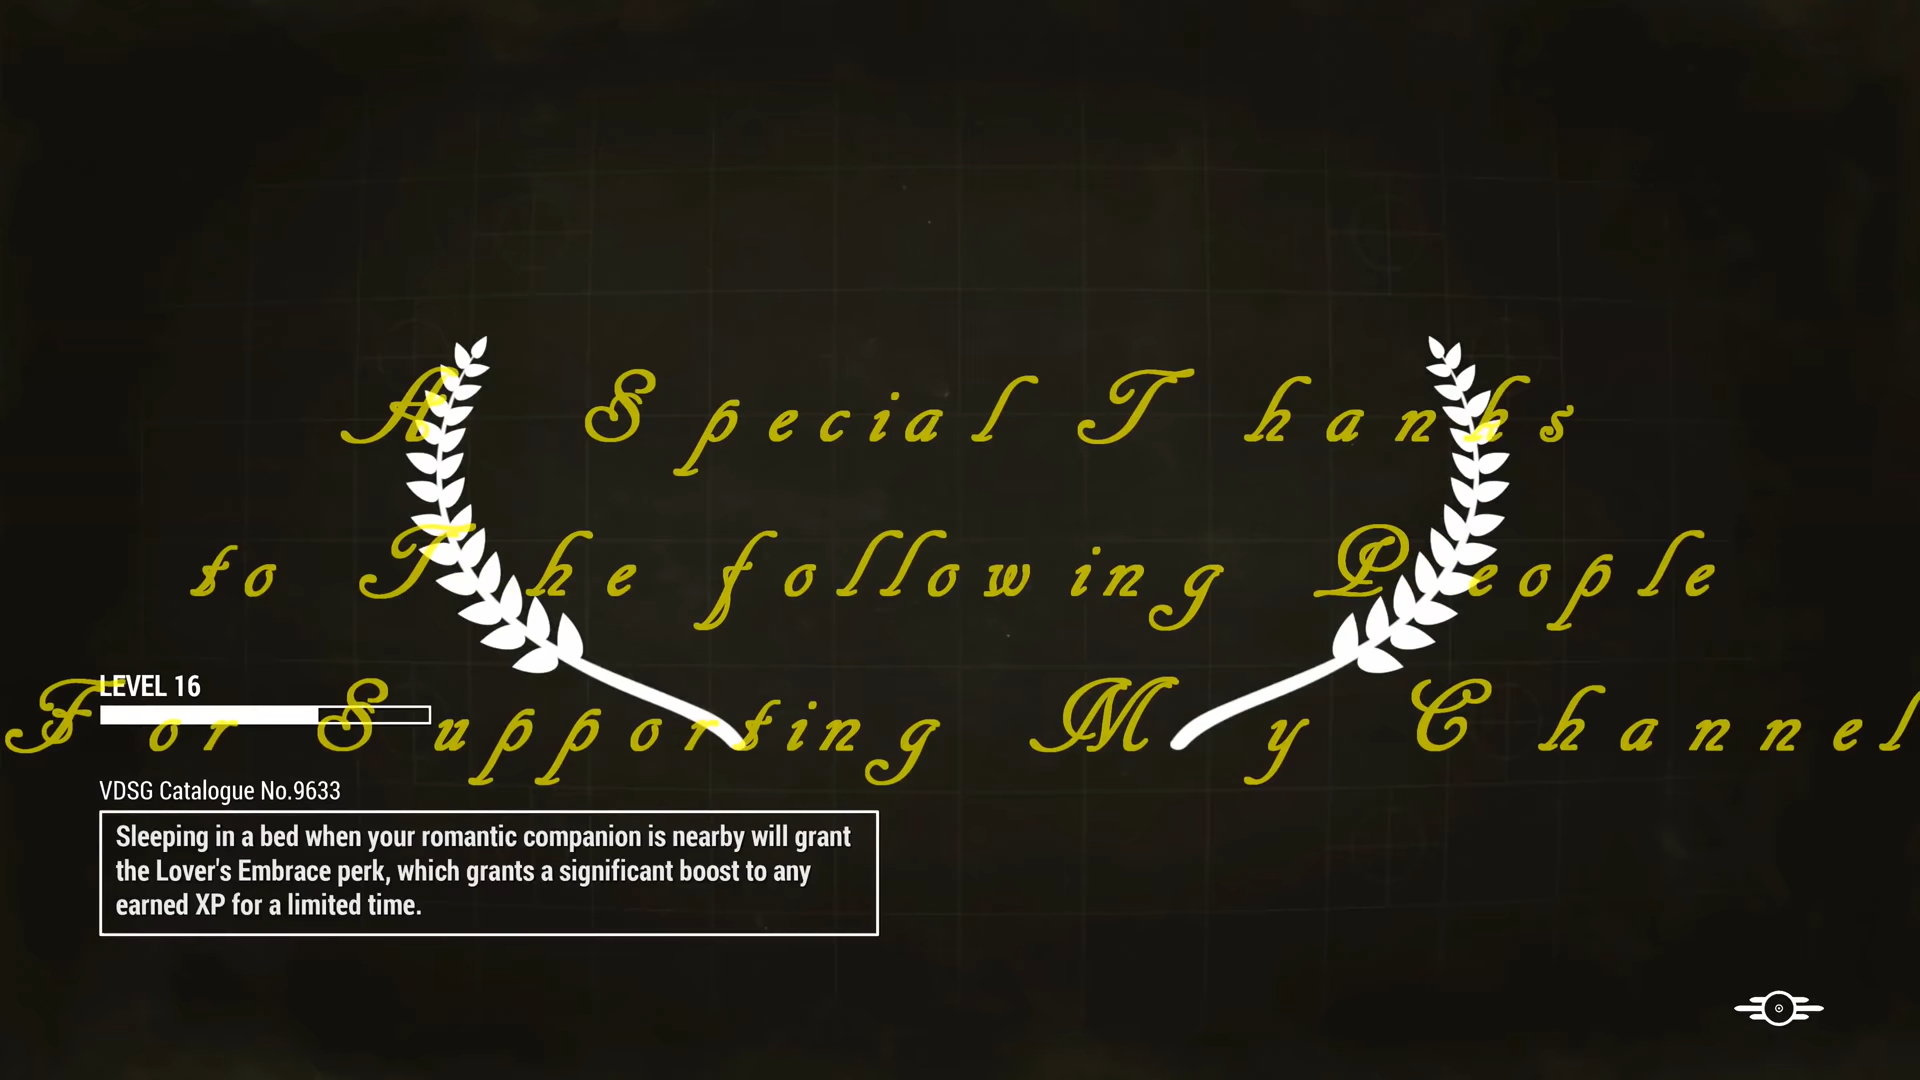 A Special Thanks
to The following People
For Supporting My Channel
LEVEL 16
VDSG Catalogue No.9633
Sleeping in a bed when your romantic companion is nearby will grant
the Lover's Embrace perk, which grants a significant boost to any
earned XP for a limited time.